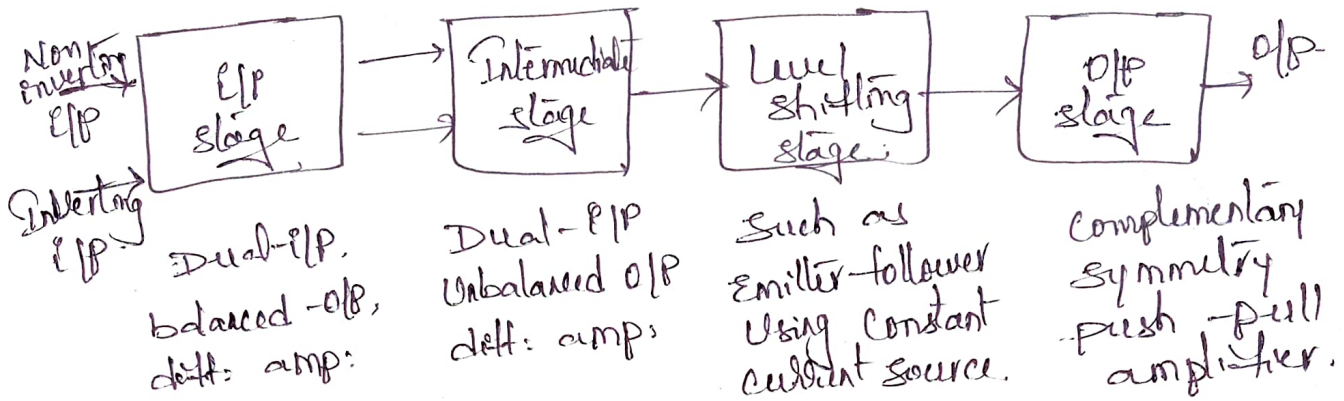 Non
inverting
i/p
Inverting
i/p.
i/p
stage
Dual-i/p,
balanced -o/p,
diff: amp:
Intermediate
stage
Dual-i/p
Unbalanced o/p
diff: amp:
Level
shifting
stage.
Such as
Emitter-follower
Using Constant
current source.
O/p
stage
Complementary
symmetry
push-pull
amplifier.
O/p